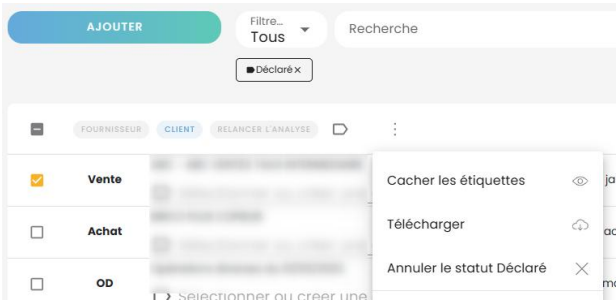 AJOUTER
Filtre...
Tous
Recherche
Déclaré
FOURNISSEUR CLIENT RELANCER L'ANALYSE
Vente
Cacher les étiquettes
Achat
Télécharger
Annuler le statut Déclaré
OD
Sélectionner ou créer une